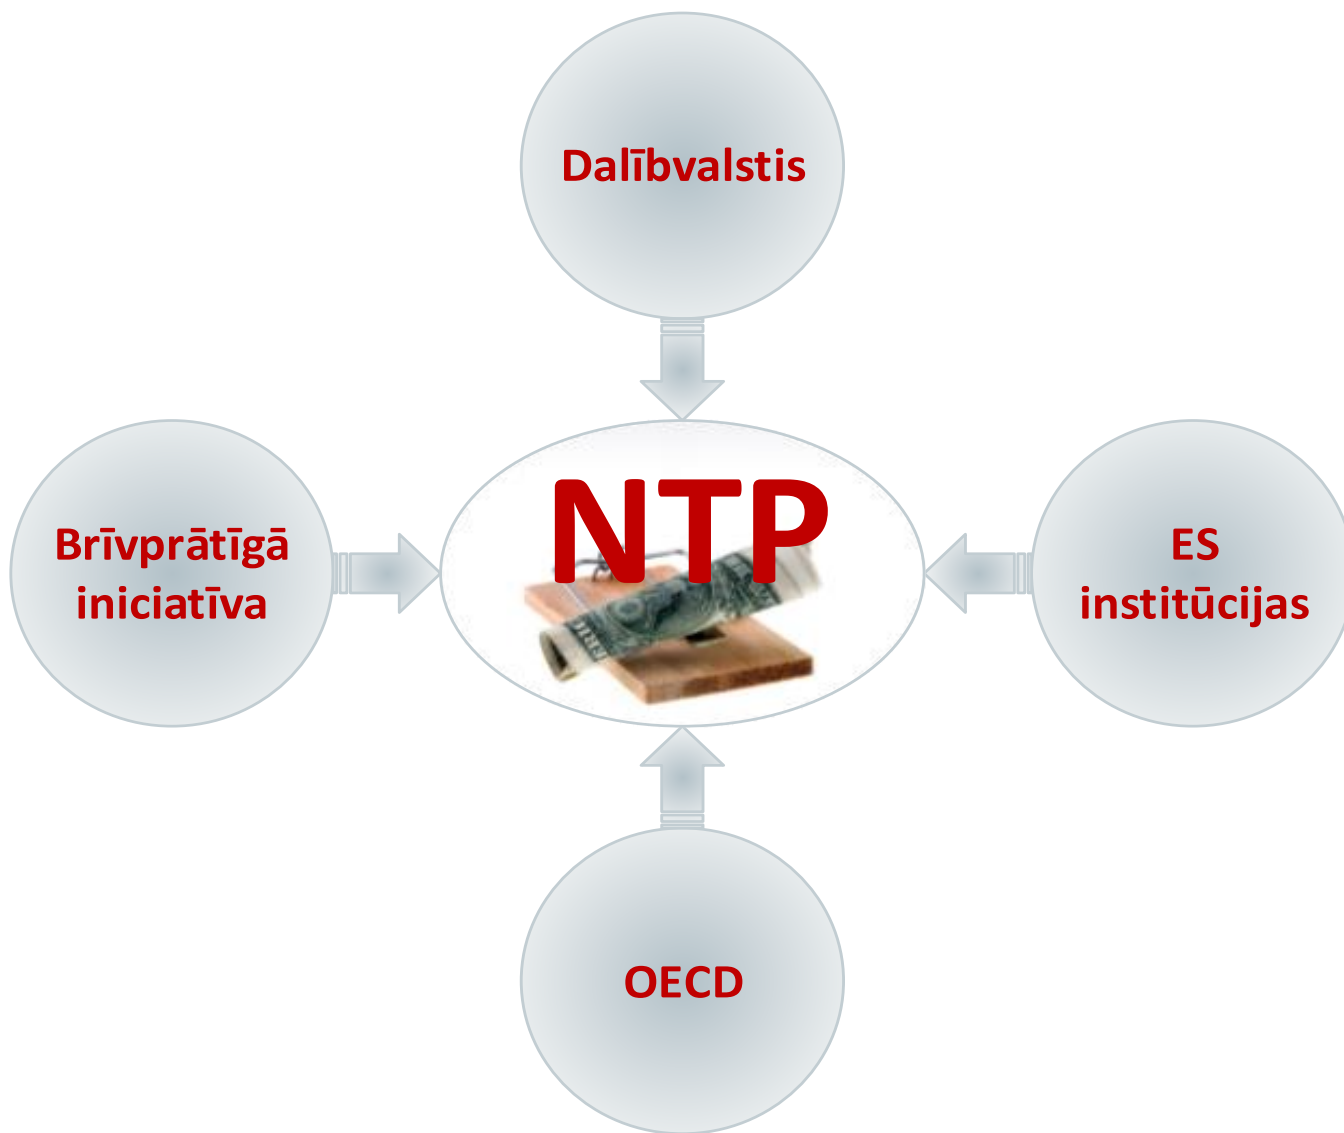 Dalībvalstis
Brīvprātīgā
iniciatīva
NTP
ES
institūcijas
OECD